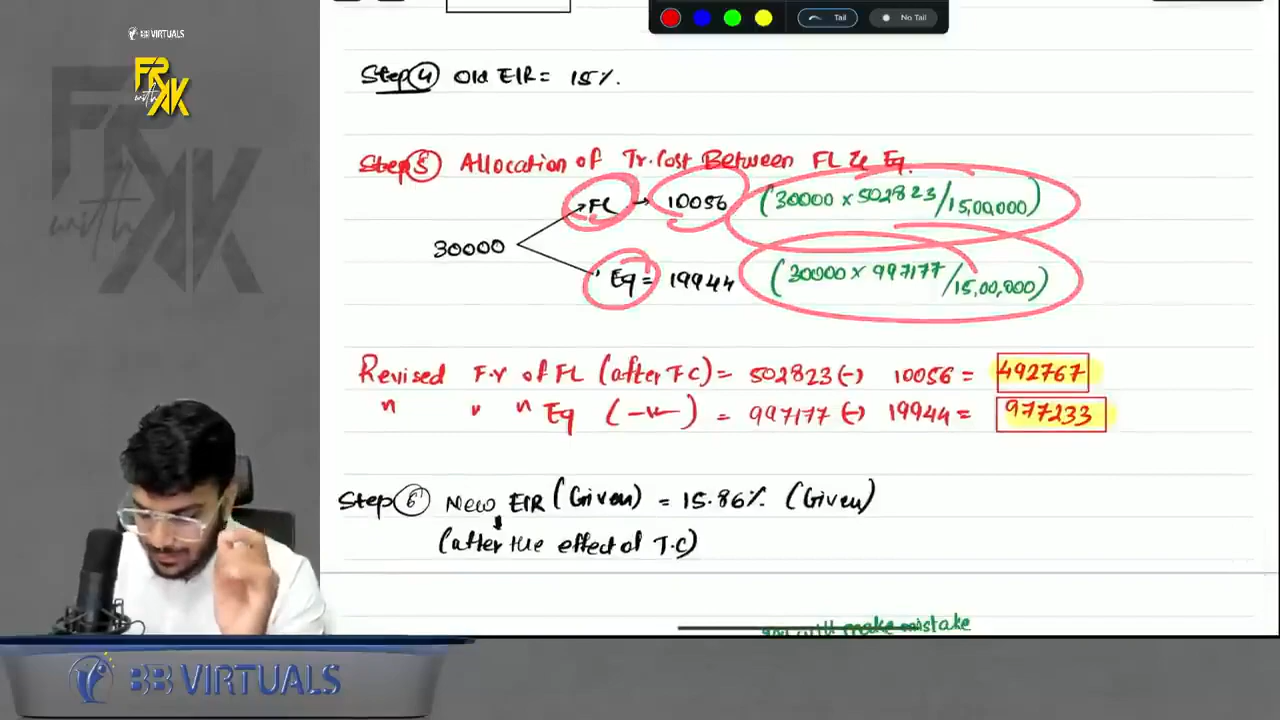 BB VIRTUALS
FR
with
KK
Tail
No Tail
Step 4 Old EIR = 15%.
Step 5 Allocation of Tr. Cost Between FL & Eq.
FL → 10056 (30000 × 502823/15,00,000)
30000
Eq = 19944 (30000 × 997177/15,00,000)
Revised F.V of FL (after TC) = 502823 (-) 10056 = 492767
" " " Eq (-"-) = 997177 (-) 19944 = 977233
Step 6 New EIR (Given) = 15.86% (Given)
(after the effect of T.C)
will make mistake
BB VIRTUALS